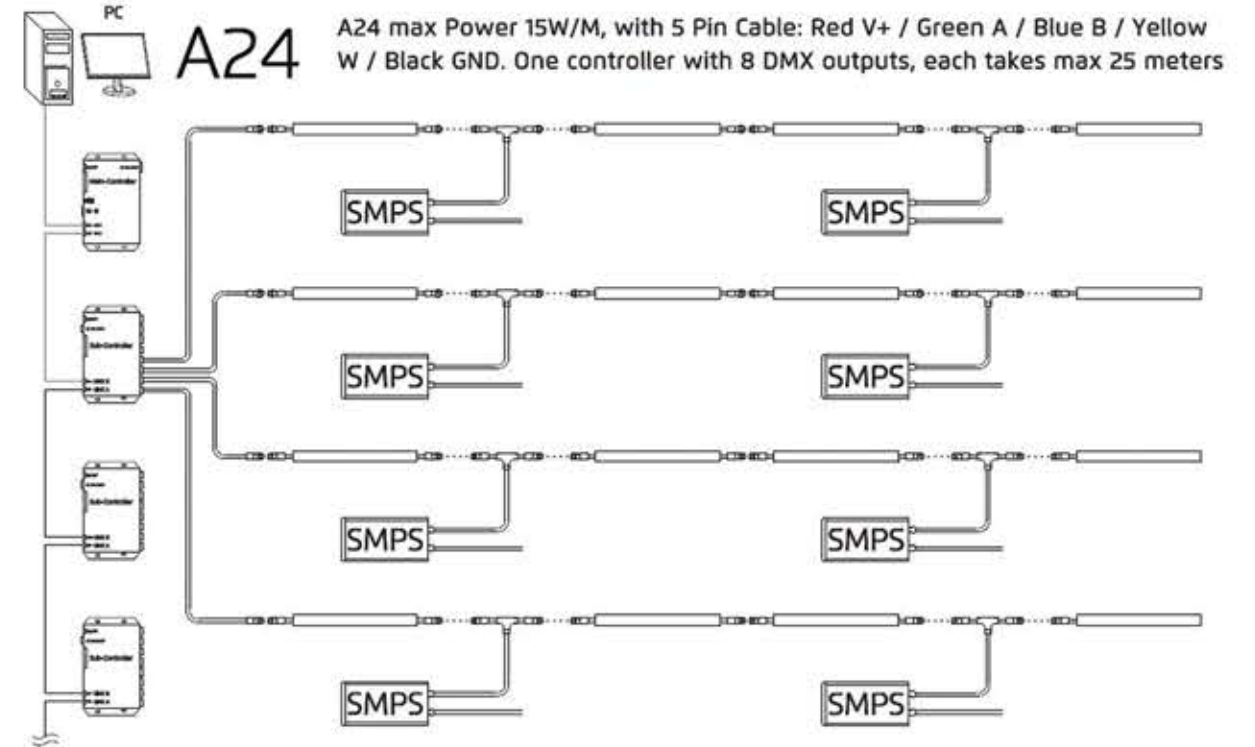 PC
A24
A24 max Power 15W/M, with 5 Pin Cable: Red V+ / Green A / Blue B / Yellow
W / Black GND. One controller with 8 DMX outputs, each takes max 25 meters
Main-Controller
SMPS
SMPS
Sub-Controller
SMPS
SMPS
Sub-Controller
SMPS
SMPS
Sub-Controller
SMPS
SMPS